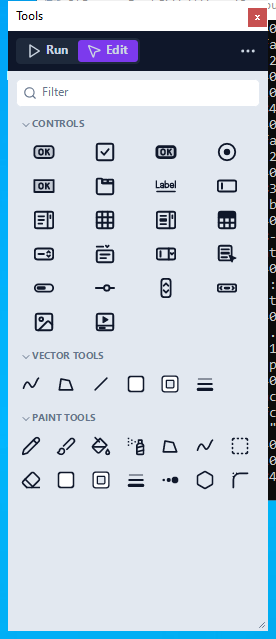 Tools
Run
Edit
Filter
CONTROLS
OK
OK
OK
Label
VECTOR TOOLS
PAINT TOOLS